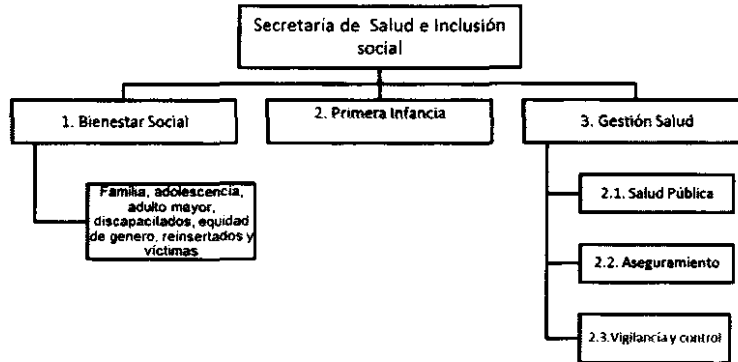 Secretaría de Salud e Inclusión
social
1. Bienestar Social
2. Primera Infancia
3. Gestión Salud
Familia, adolescencia,
adulto mayor,
discapacitados, equidad
de genero, reinsertados y
víctimas
2.1. Salud Pública
2.2. Aseguramiento
2.3.Vigilancia y control